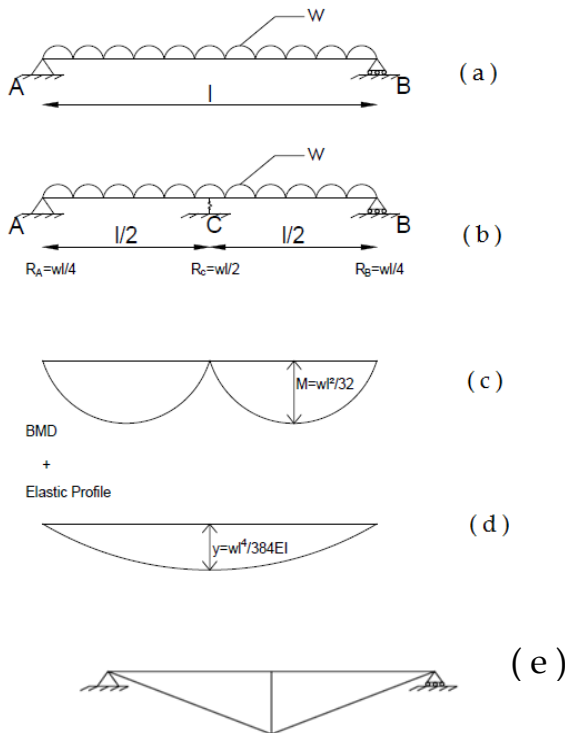 W
A B (a)
l
W
A C B (b)
l/2 l/2
R_A=wl/4 R_c=wl/2 R_B=wl/4
M=wl²/32 (c)
BMD
+
Elastic Profile
(d)
y=wl⁴/384EI
(e)